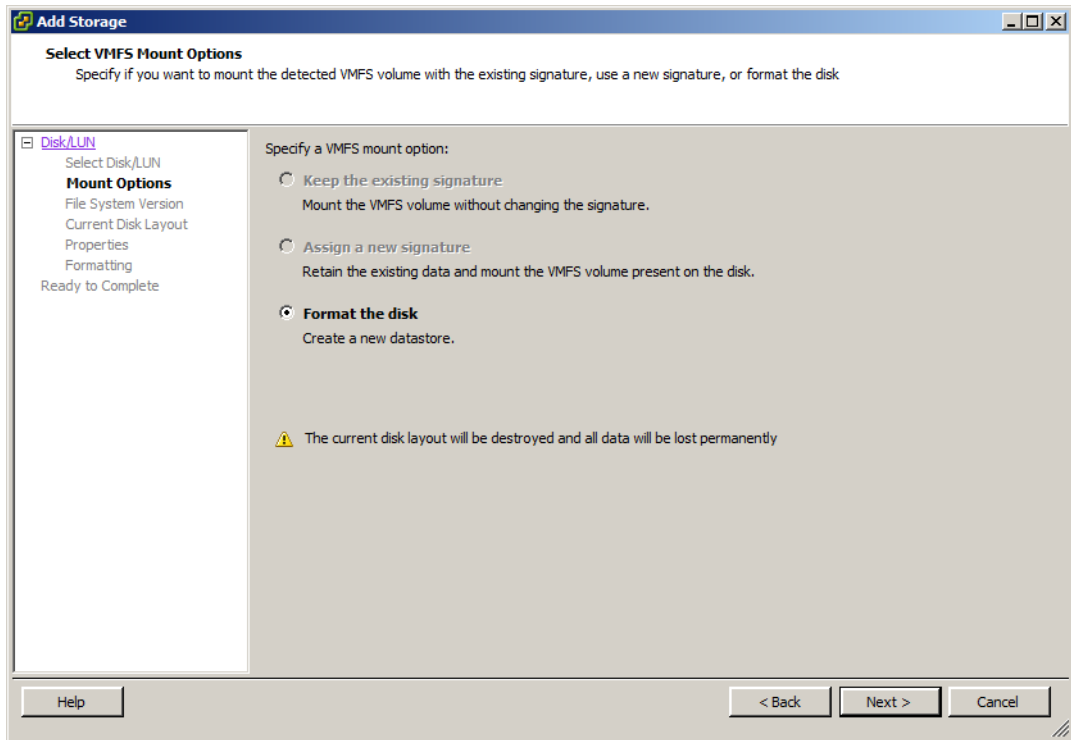 Add Storage
Select VMFS Mount Options
Specify if you want to mount the detected VMFS volume with the existing signature, use a new signature, or format the disk
Disk/LUN
Select Disk/LUN
Mount Options
File System Version
Current Disk Layout
Properties
Formatting
Ready to Complete
Specify a VMFS mount option:
Keep the existing signature
Mount the VMFS volume without changing the signature.
Assign a new signature
Retain the existing data and mount the VMFS volume present on the disk.
Format the disk
Create a new datastore.
The current disk layout will be destroyed and all data will be lost permanently
Help
< Back
Next >
Cancel